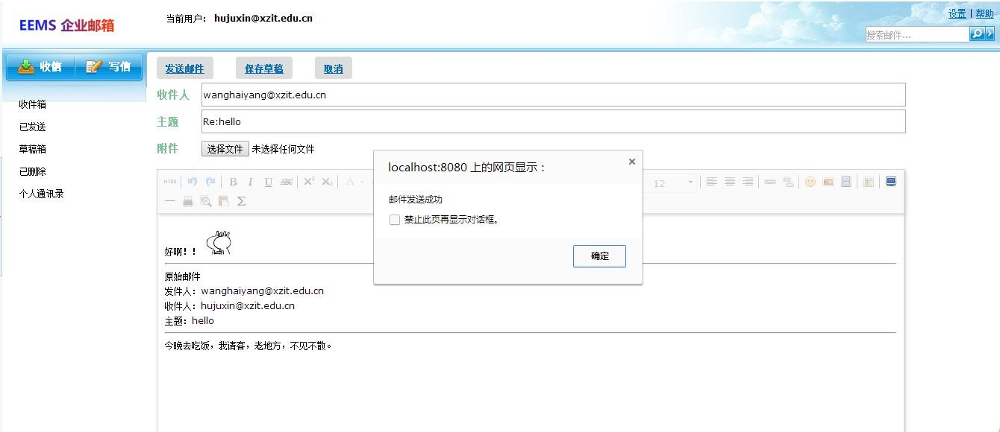 EEMS 企业邮箱
当前用户： hujuxin@xzit.edu.cn
设置 | 帮助
搜索邮件...
收信 写信
发送邮件 保存草稿 取消
收件箱
已发送
草稿箱
已删除
个人通讯录
收件人 wanghaiyang@xzit.edu.cn
主题 Re:hello
附件 选择文件 未选择任何文件
HTML B I U ABC X² X₂ A 12
Σ
localhost:8080 上的网页显示：
邮件发送成功
禁止此页再显示对话框。
确定
好啊！！
原始邮件
发件人：wanghaiyang@xzit.edu.cn
收件人：hujuxin@xzit.edu.cn
主题：hello
今晚去吃饭，我请客，老地方，不见不散。